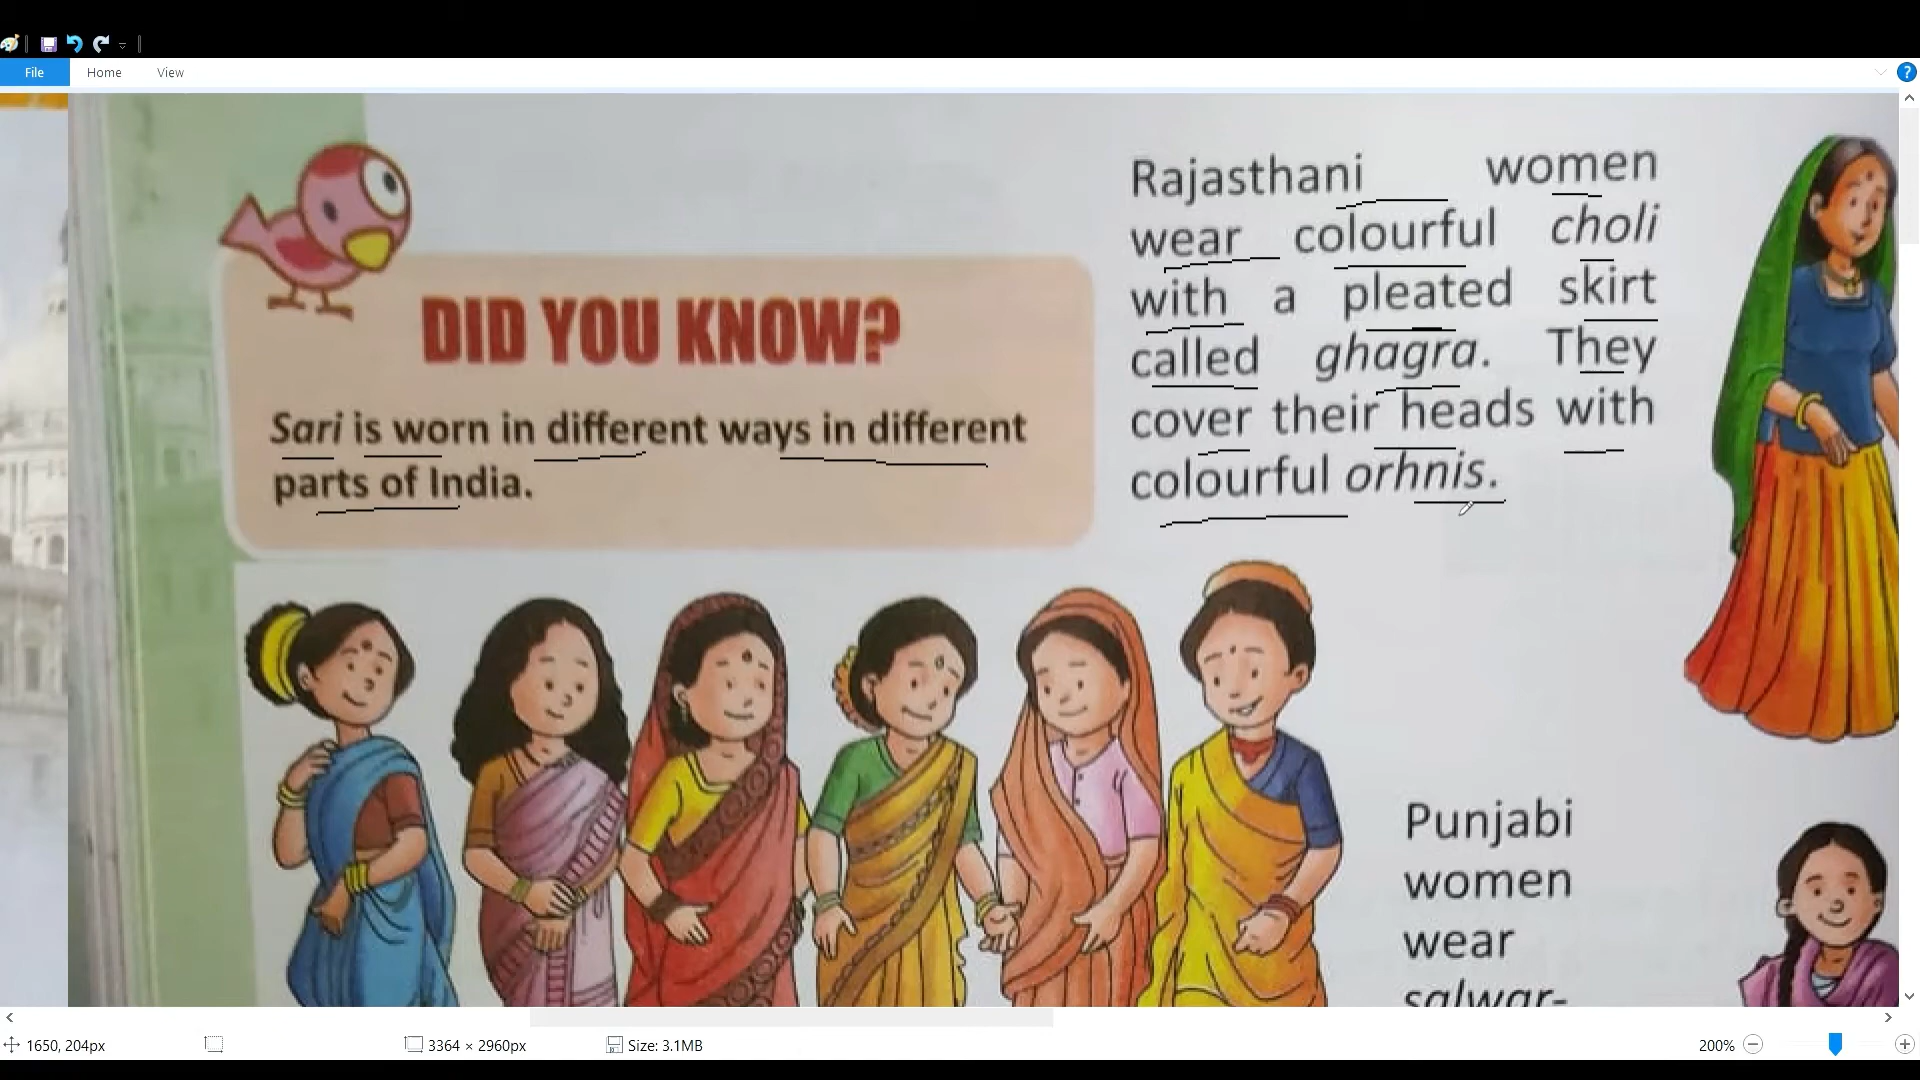 File
Home
View
DID YOU KNOW?
Sari is worn in different ways in different
parts of India.
Rajasthani women
wear colourful choli
with a pleated skirt
called ghagra. They
cover their heads with
colourful orhnis.
Punjabi
women
wear
salwar-
1650, 204px
3364 × 2960px
Size: 3.1MB
200%